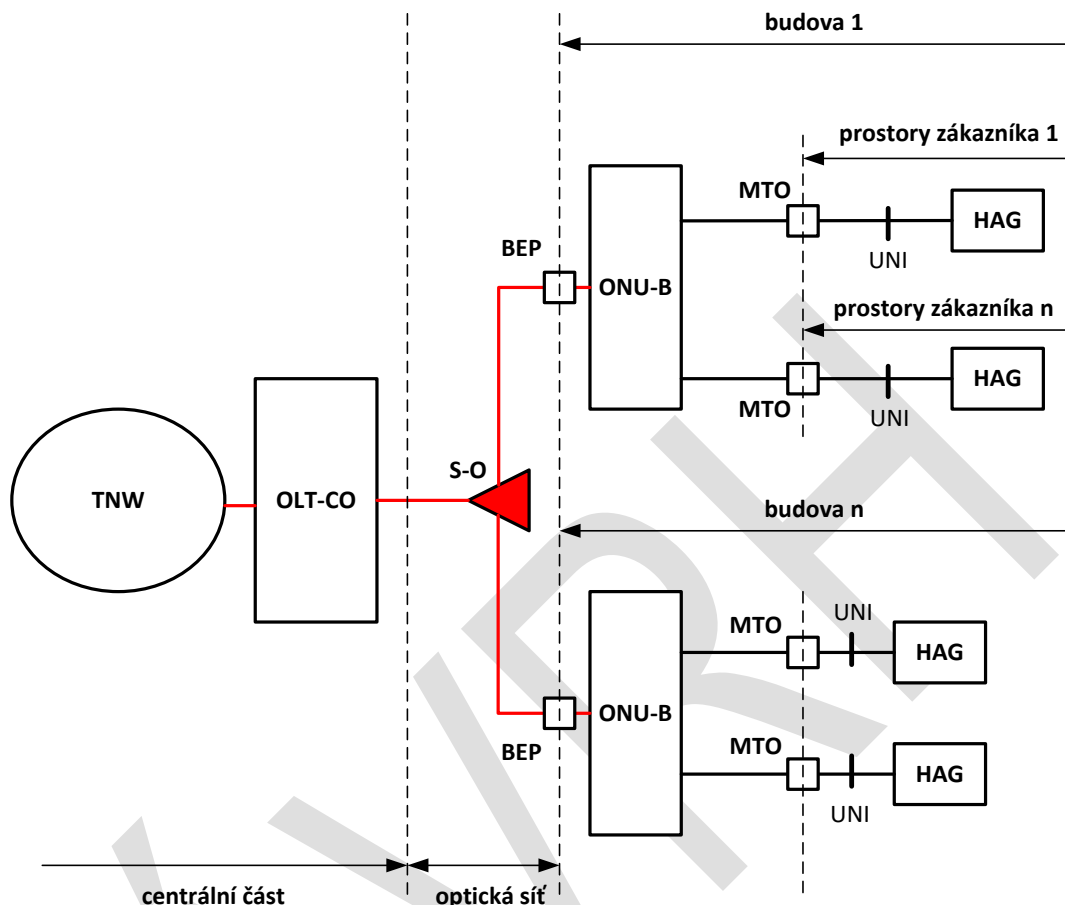 budova 1
prostory zákazníka 1
MTO
HAG
BEP
UNI
ONU-B
prostory zákazníka n
HAG
MTO
UNI
S-O
TNW
OLT-CO
budova n
UNI
MTO
HAG
ONU-B
BEP
MTO
HAG
UNI
centrální část
optická síť